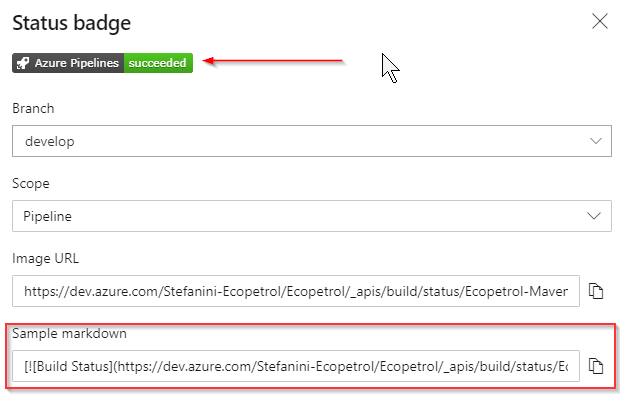 Status badge
Azure Pipelines succeeded
Branch
develop
Scope
Pipeline
Image URL
https://dev.azure.com/Stefanini-Ecopetrol/Ecopetrol/_apis/build/status/Ecopetrol-Maven
Sample markdown
[![Build Status](https://dev.azure.com/Stefanini-Ecopetrol/Ecopetrol/_apis/build/status/Ec